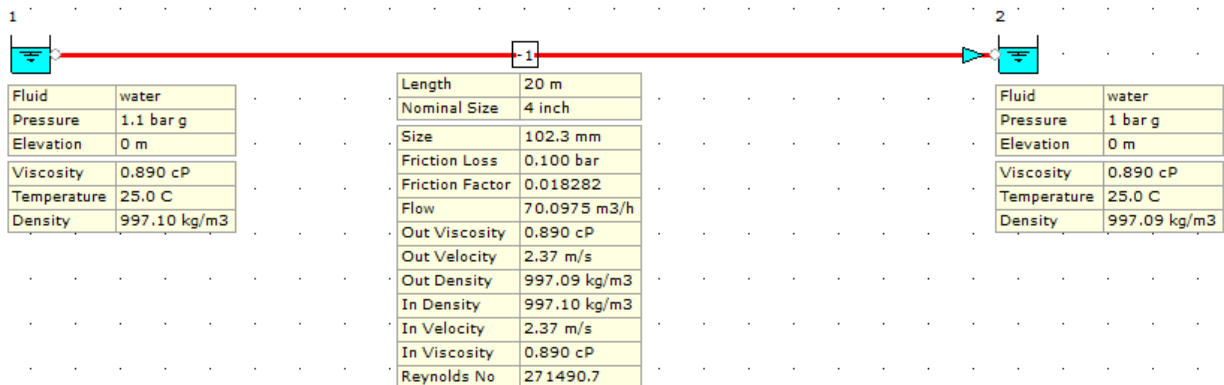 1
2
-1
Fluid water
Pressure 1.1 bar g
Elevation 0 m
Viscosity 0.890 cP
Temperature 25.0 C
Density 997.10 kg/m3
Length 20 m
Nominal Size 4 inch
Size 102.3 mm
Friction Loss 0.100 bar
Friction Factor 0.018282
Flow 70.0975 m3/h
Out Viscosity 0.890 cP
Out Velocity 2.37 m/s
Out Density 997.09 kg/m3
In Density 997.10 kg/m3
In Velocity 2.37 m/s
In Viscosity 0.890 cP
Reynolds No 271490.7
Fluid water
Pressure 1 bar g
Elevation 0 m
Viscosity 0.890 cP
Temperature 25.0 C
Density 997.09 kg/m3